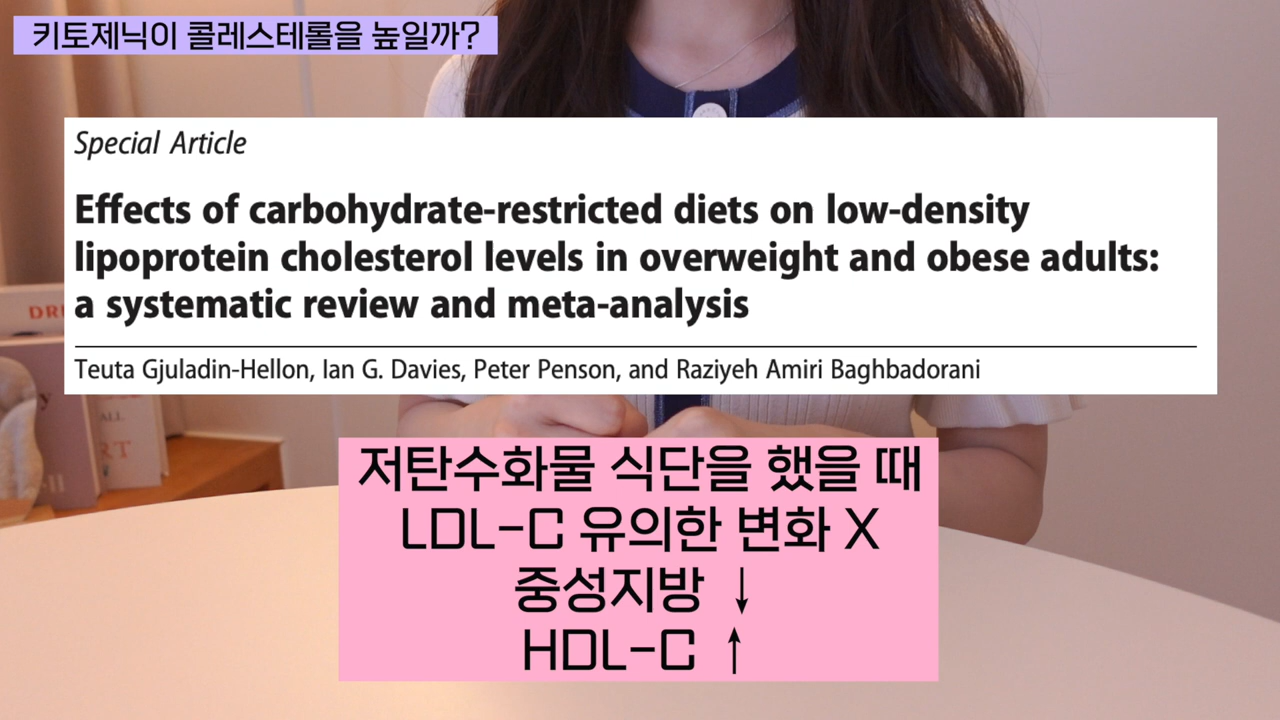 키토제닉이 콜레스테롤을 높일까?
Special Article
Effects of carbohydrate-restricted diets on low-density
lipoprotein cholesterol levels in overweight and obese adults:
a systematic review and meta-analysis
Teuta Gjuladin-Hellon, Ian G. Davies, Peter Penson, and Raziyeh Amiri Baghbadorani
저탄수화물 식단을 했을 때
LDL-C 유의한 변화 X
중성지방 ↓
HDL-C ↑